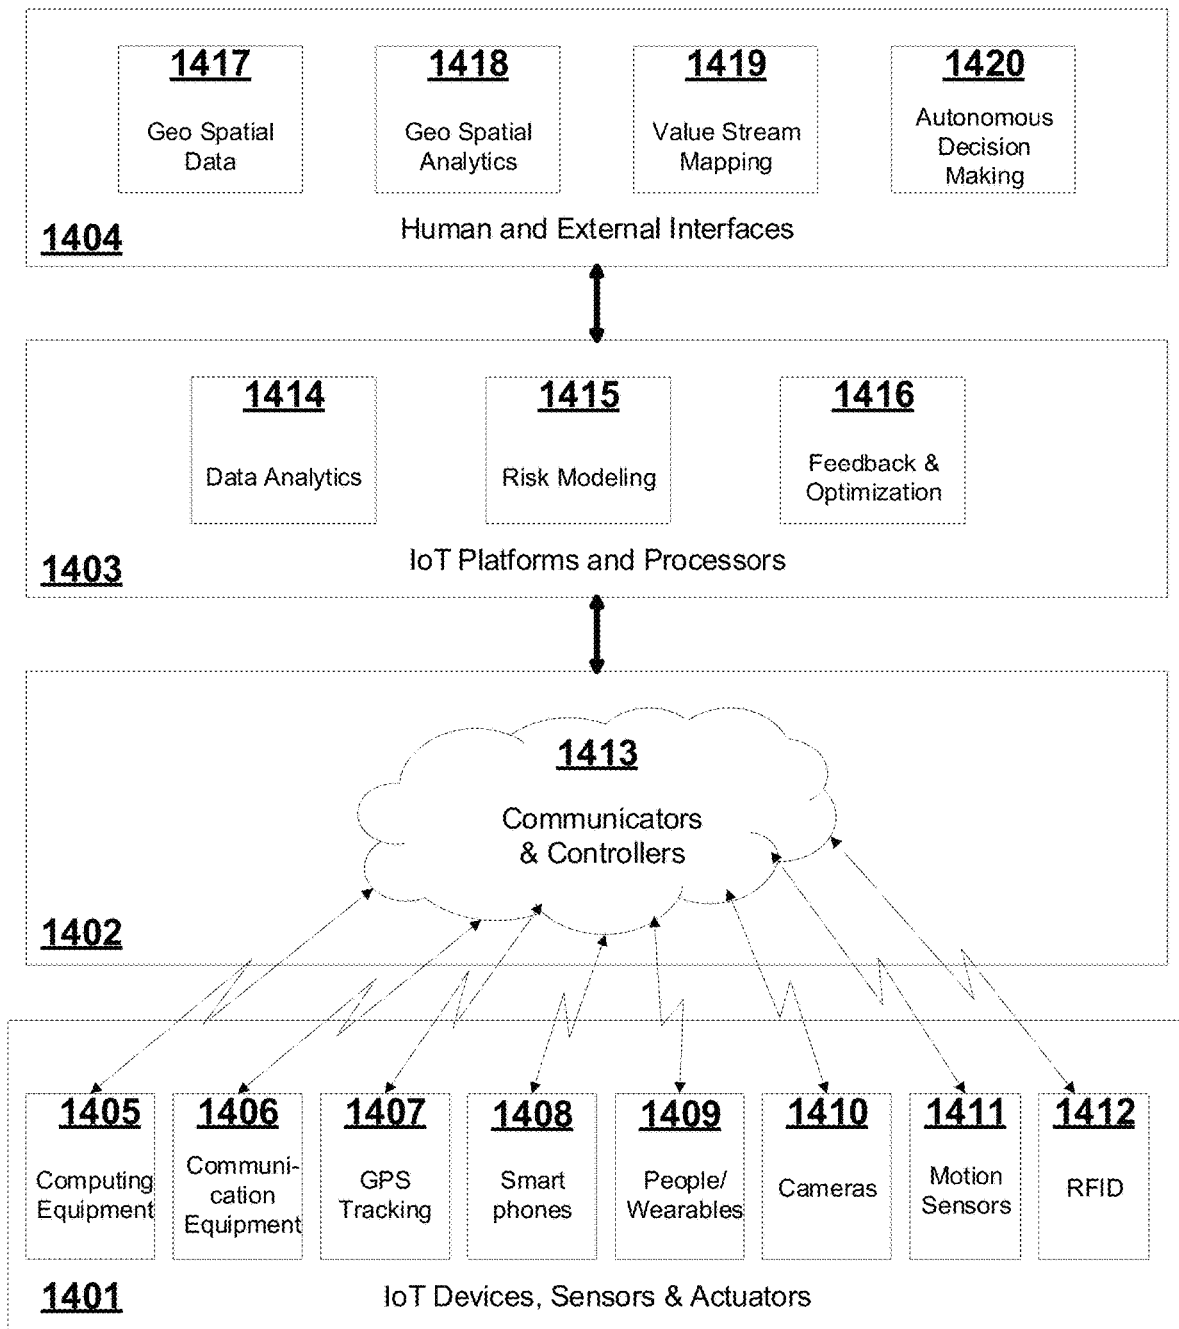 1417
Geo Spatial
Data
1418
Geo Spatial
Analytics
1419
Value Stream
Mapping
1420
Autonomous
Decision
Making
1404
Human and External Interfaces
1414
Data Analytics
1415
Risk Modeling
1416
Feedback &
Optimization
1403
IoT Platforms and Processors
1413
Communicators
& Controllers
1402
1405
Computing
Equipment
1406
Communi-
cation
Equipment
1407
GPS
Tracking
1408
Smart
phones
1409
People/
Wearables
1410
Cameras
1411
Motion
Sensors
1412
RFID
1401
IoT Devices, Sensors & Actuators